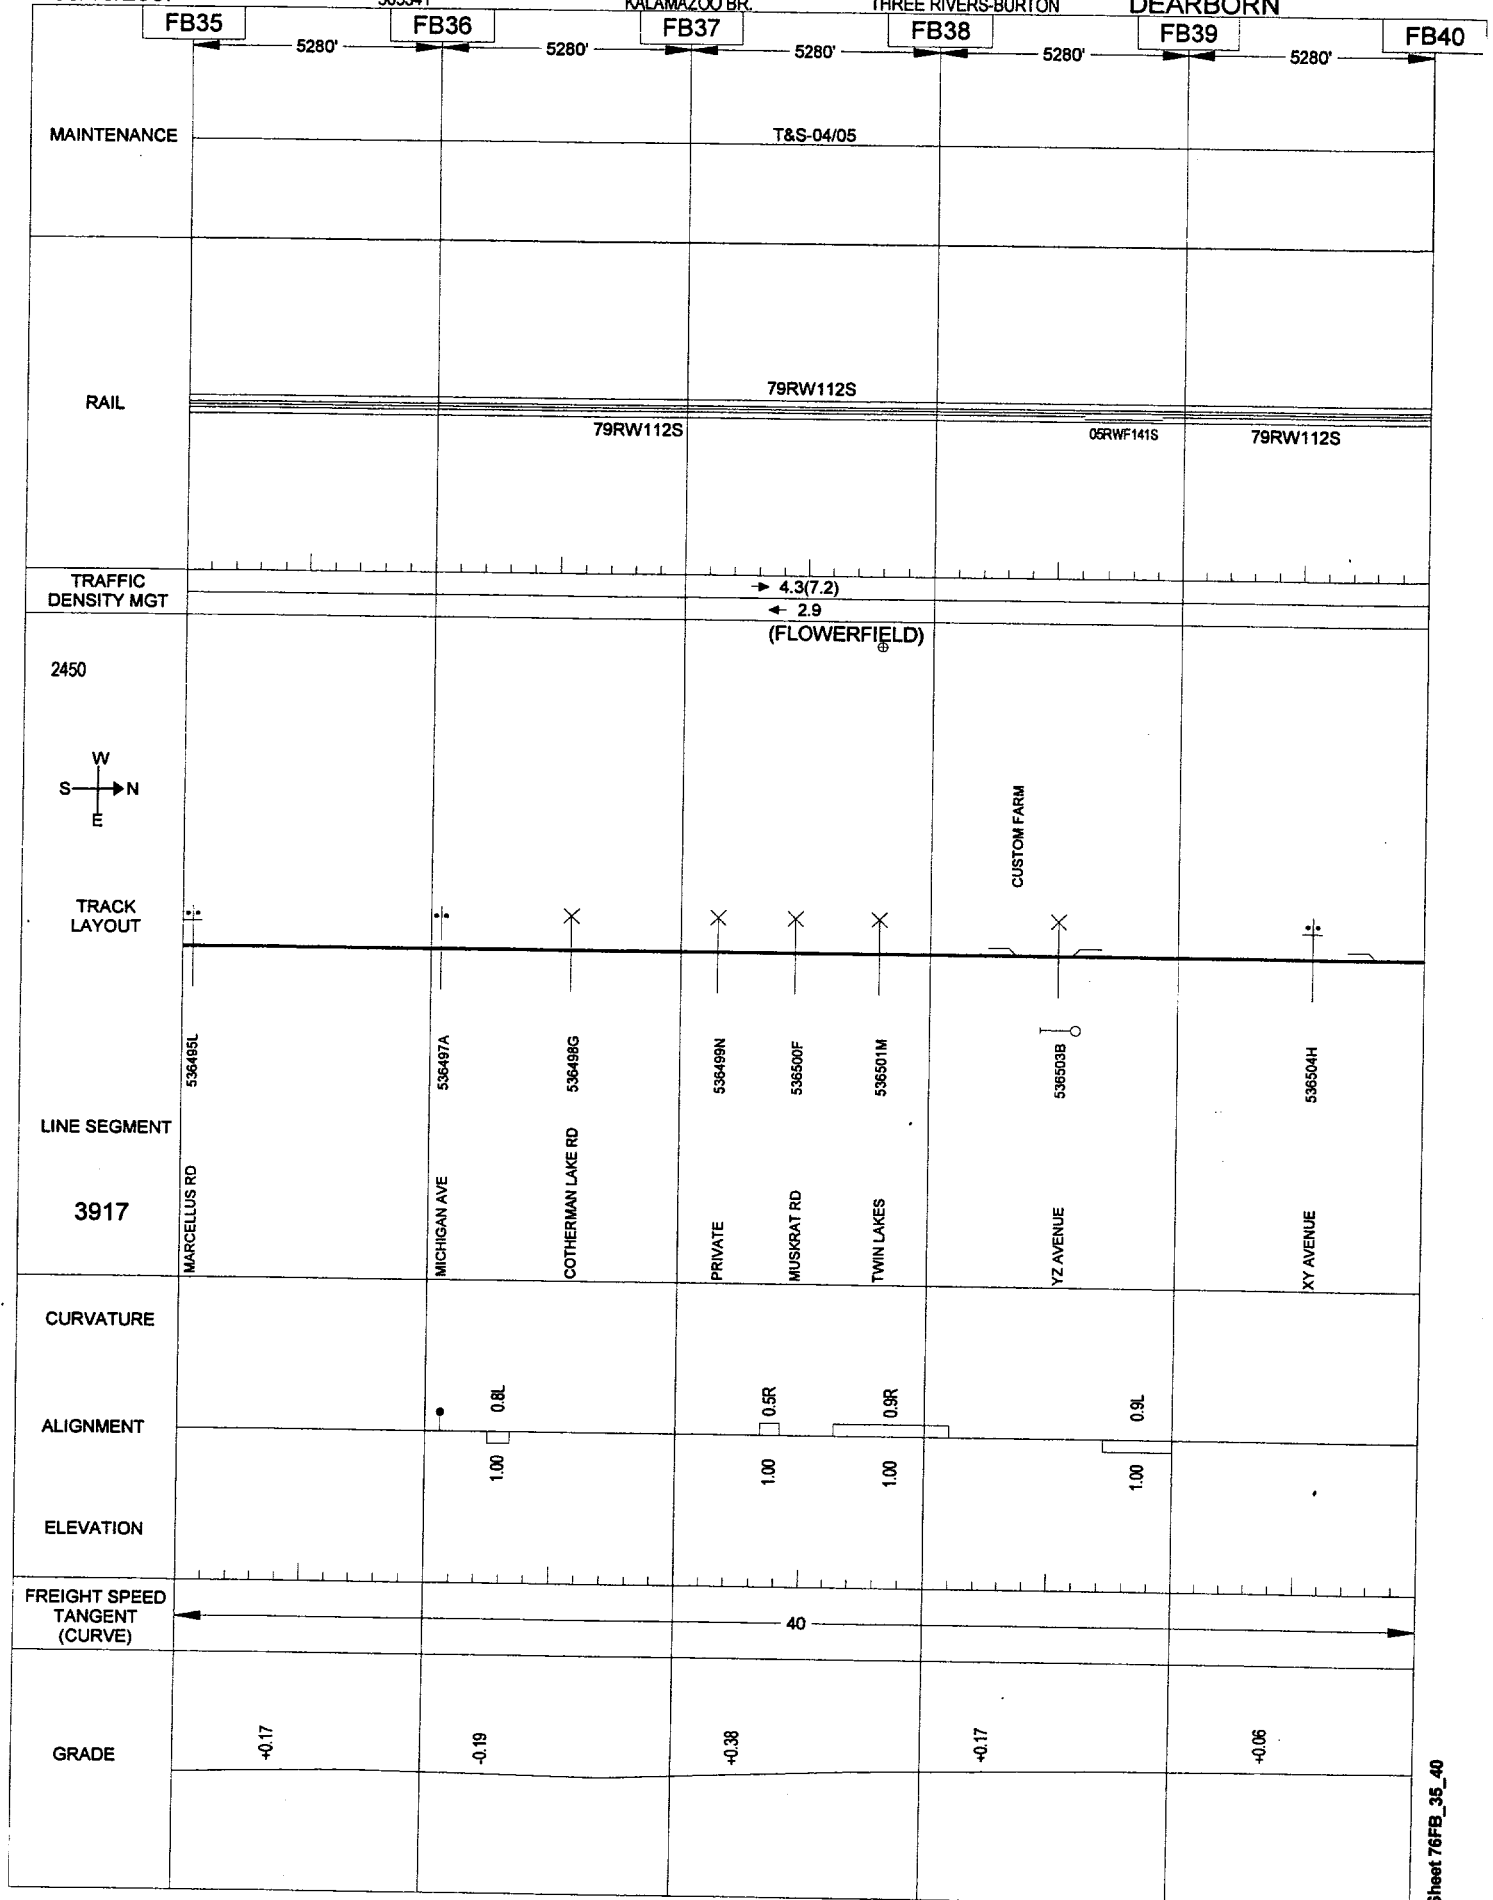 KALAMAZOO BR. THREE RIVERS-BURTON DEARBORN
FB35 FB36 FB37 FB38 FB39 FB40
5280' 5280' 5280' 5280' 5280'
MAINTENANCE
T&S-04/05
RAIL
79RW112S
79RW112S 05RWF141S 79RW112S
TRAFFIC
DENSITY MGT
4.3(7.2)
2.9
(FLOWERFIELD)
2450
W
S N
E
CUSTOM FARM
TRACK
LAYOUT
536495L 536497A 536498G 536499N 536500F 536501M 536503B 536504H
LINE SEGMENT
3917
MARCELLUS RD MICHIGAN AVE COTHERMAN LAKE RD PRIVATE MUSKRAT RD TWIN LAKES YZ AVENUE XY AVENUE
CURVATURE
0.8L 0.5R 0.9R 0.9L
ALIGNMENT
1.00 1.00 1.00 1.00
ELEVATION
FREIGHT SPEED
TANGENT
(CURVE)
40
GRADE
+0.17 -0.19 +0.38 +0.17 +0.06
Sheet 76FB_35_40